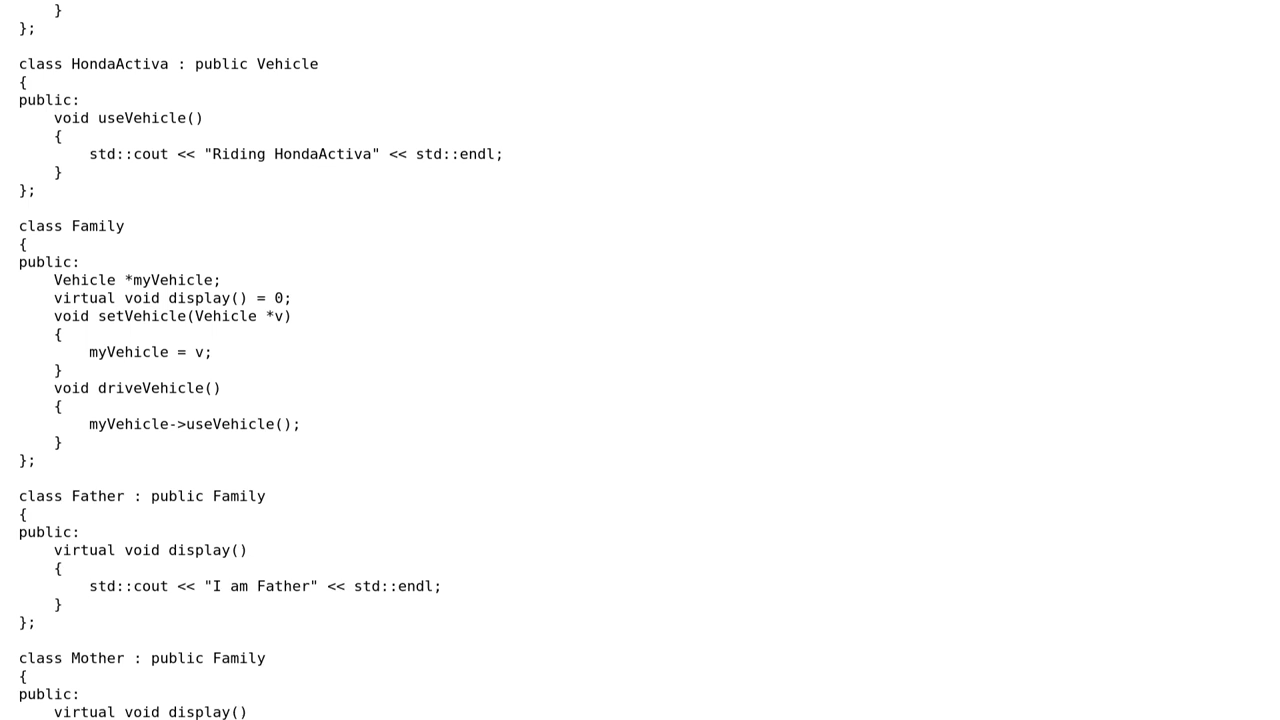 }
};

class HondaActiva : public Vehicle
{
public:
    void useVehicle()
    {
        std::cout << "Riding HondaActiva" << std::endl;
    }
};

class Family
{
public:
    Vehicle *myVehicle;
    virtual void display() = 0;
    void setVehicle(Vehicle *v)
    {
        myVehicle = v;
    }
    void driveVehicle()
    {
        myVehicle->useVehicle();
    }
};

class Father : public Family
{
public:
    virtual void display()
    {
        std::cout << "I am Father" << std::endl;
    }
};

class Mother : public Family
{
public:
    virtual void display()